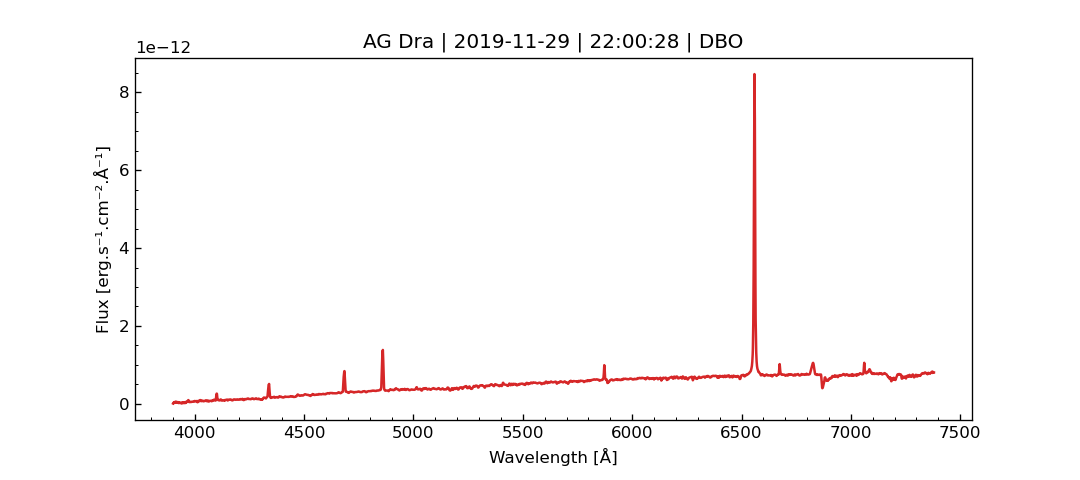 AG Dra | 2019-11-29 | 22:00:28 | DBO
1e−12
8
6
4
2
0
Flux [erg.s⁻¹.cm⁻².Å⁻¹]
4000 4500 5000 5500 6000 6500 7000 7500
Wavelength [Å]